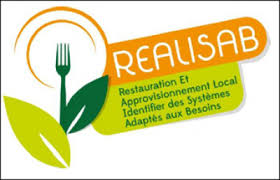 REALISAB
Restauration Et
Approvisionnement Local
Identifier des Systèmes
Adaptés aux Besoins